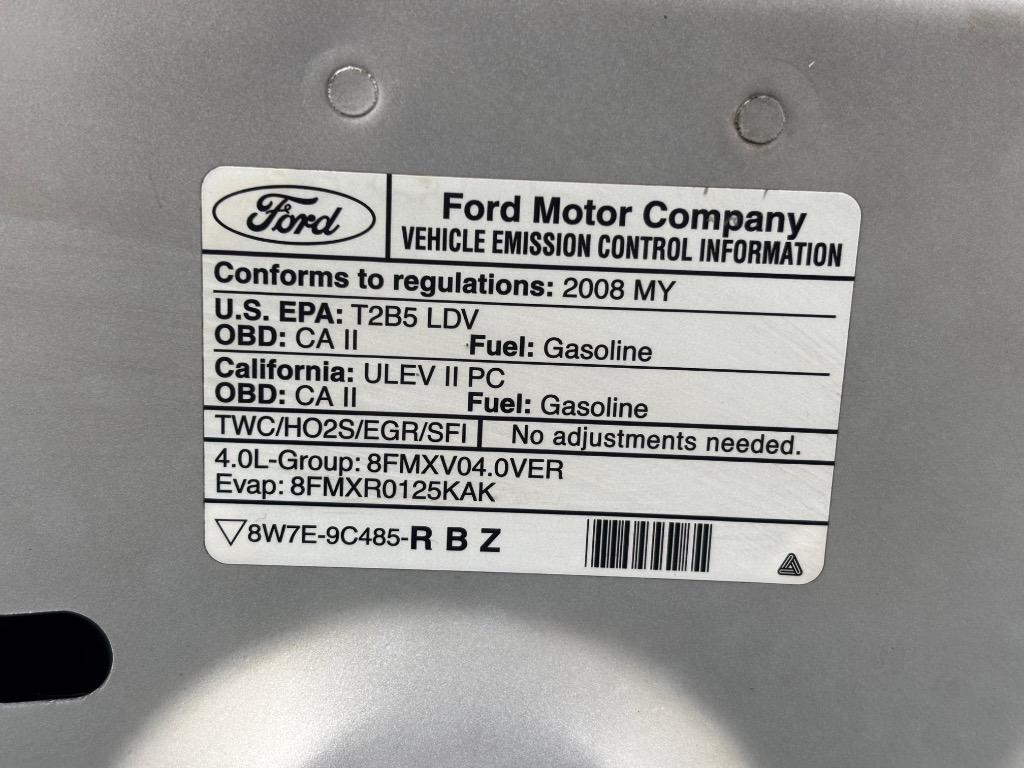 Ford
Ford Motor Company
VEHICLE EMISSION CONTROL INFORMATION
Conforms to regulations: 2008 MY
U.S. EPA: T2B5 LDV
OBD: CA II Fuel: Gasoline
California: ULEV II PC
OBD: CA II Fuel: Gasoline
TWC/HO2S/EGR/SFI No adjustments needed.
4.0L-Group: 8FMXV04.0VER
Evap: 8FMXR0125KAK
8W7E-9C485-R B Z